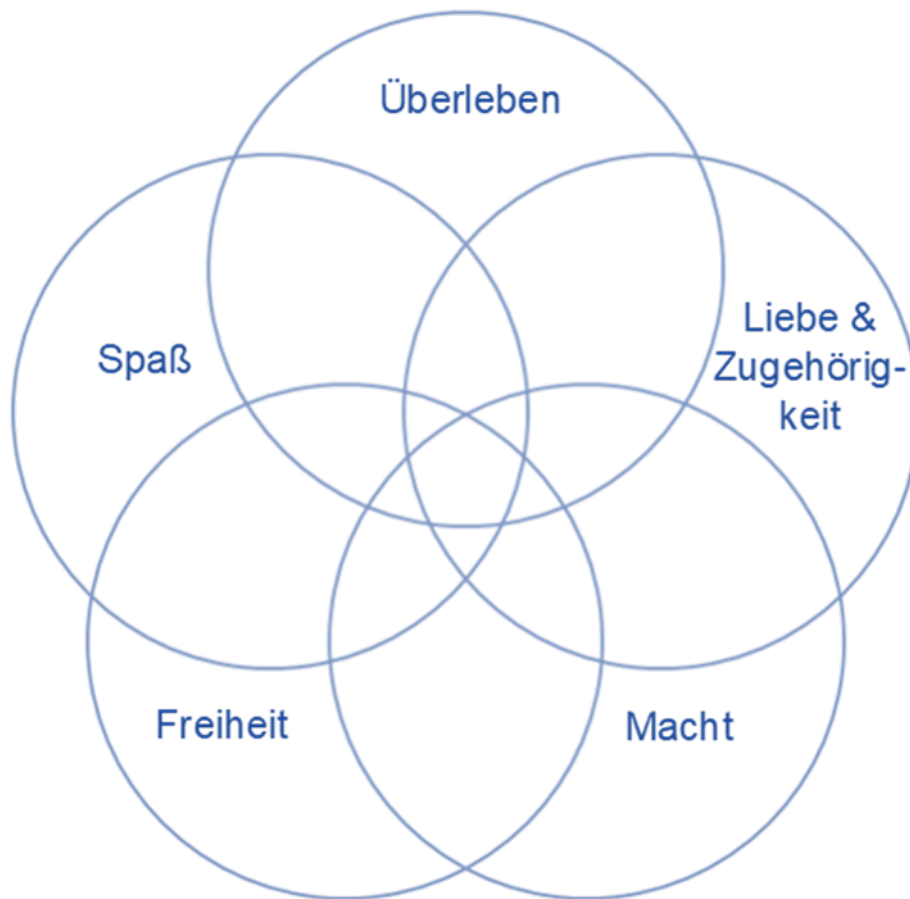 Überleben
Liebe &
Zugehörig-
keit
Spaß
Freiheit
Macht